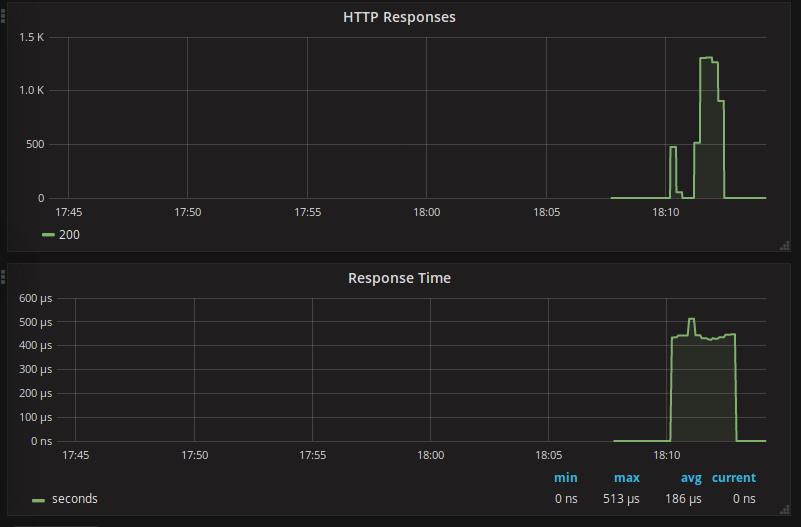 HTTP Responses
1.5 K
1.0 K
500
0
17:45 17:50 17:55 18:00 18:05 18:10
200
Response Time
600 µs
500 µs
400 µs
300 µs
200 µs
100 µs
0 ns
17:45 17:50 17:55 18:00 18:05 18:10
min max avg current
seconds 0 ns 513 µs 186 µs 0 ns